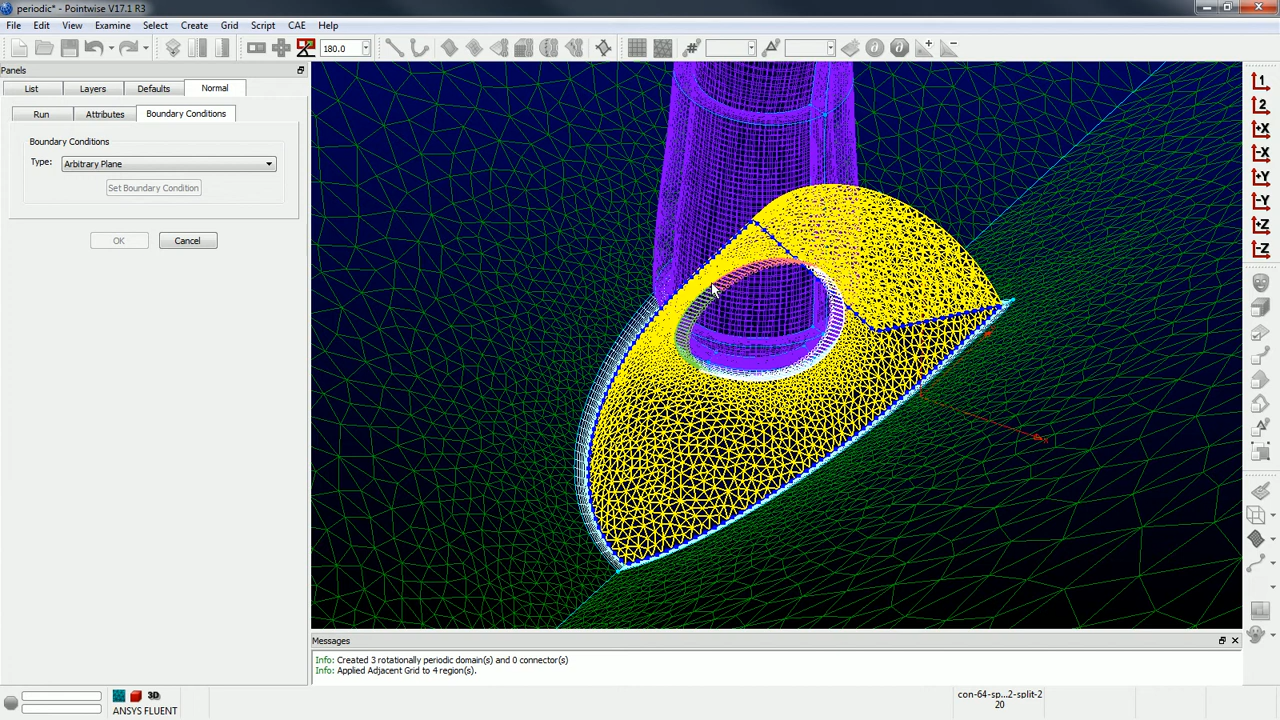 periodic* - Pointwise V17.1 R3
File Edit View Examine Select Create Grid Script CAE Help
180.0
Panels
List Layers Defaults Normal
Run Attributes Boundary Conditions
Boundary Conditions
Type: Arbitrary Plane
Set Boundary Condition
OK Cancel
1
2
+X
-X
+Y
-Y
+Z
-Z
X
Messages
Info: Created 3 rotationally periodic domain(s) and 0 connector(s)
Info: Applied Adjacent Grid to 4 region(s).
3D
ANSYS FLUENT
con-64-sp...2-split-2
20